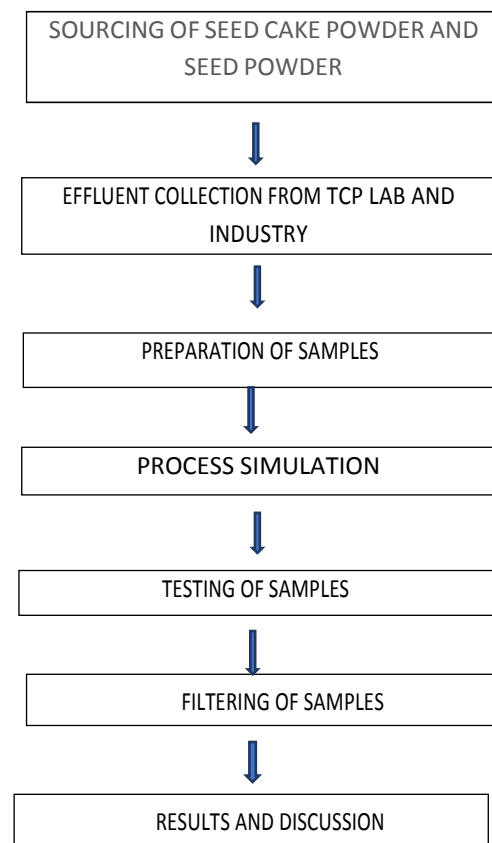 SOURCING OF SEED CAKE POWDER AND
SEED POWDER
EFFLUENT COLLECTION FROM TCP LAB AND
INDUSTRY
PREPARATION OF SAMPLES
PROCESS SIMULATION
TESTING OF SAMPLES
FILTERING OF SAMPLES
RESULTS AND DISCUSSION